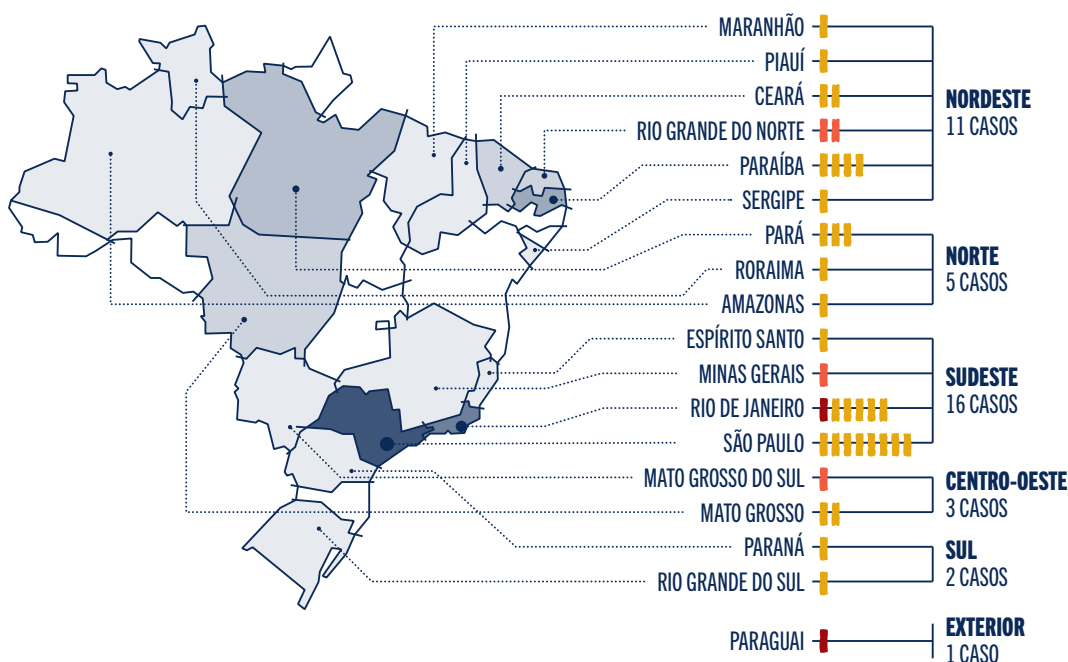 MARANHÃO
PIAUÍ
CEARÁ
RIO GRANDE DO NORTE
PARAÍBA
SERGIPE
NORDESTE
11 CASOS
PARÁ
RORAIMA
AMAZONAS
NORTE
5 CASOS
ESPÍRITO SANTO
MINAS GERAIS
RIO DE JANEIRO
SÃO PAULO
SUDESTE
16 CASOS
MATO GROSSO DO SUL
MATO GROSSO
CENTRO-OESTE
3 CASOS
PARANÁ
RIO GRANDE DO SUL
SUL
2 CASOS
PARAGUAI
EXTERIOR
1 CASO